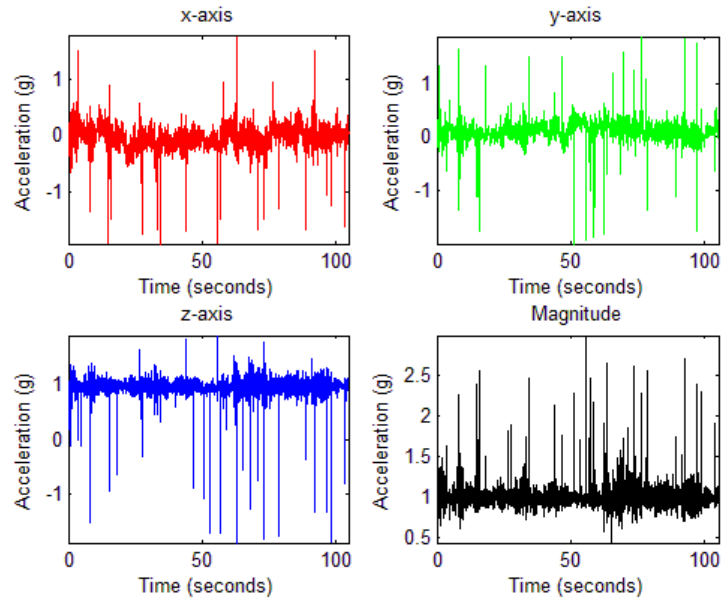 x-axis
Acceleration (g)
1
0
-1
0
50
100
Time (seconds)
y-axis
Acceleration (g)
1
0
-1
0
50
100
Time (seconds)
z-axis
Acceleration (g)
1
0
-1
0
50
100
Time (seconds)
Magnitude
Acceleration (g)
2.5
2
1.5
1
0.5
0
50
100
Time (seconds)